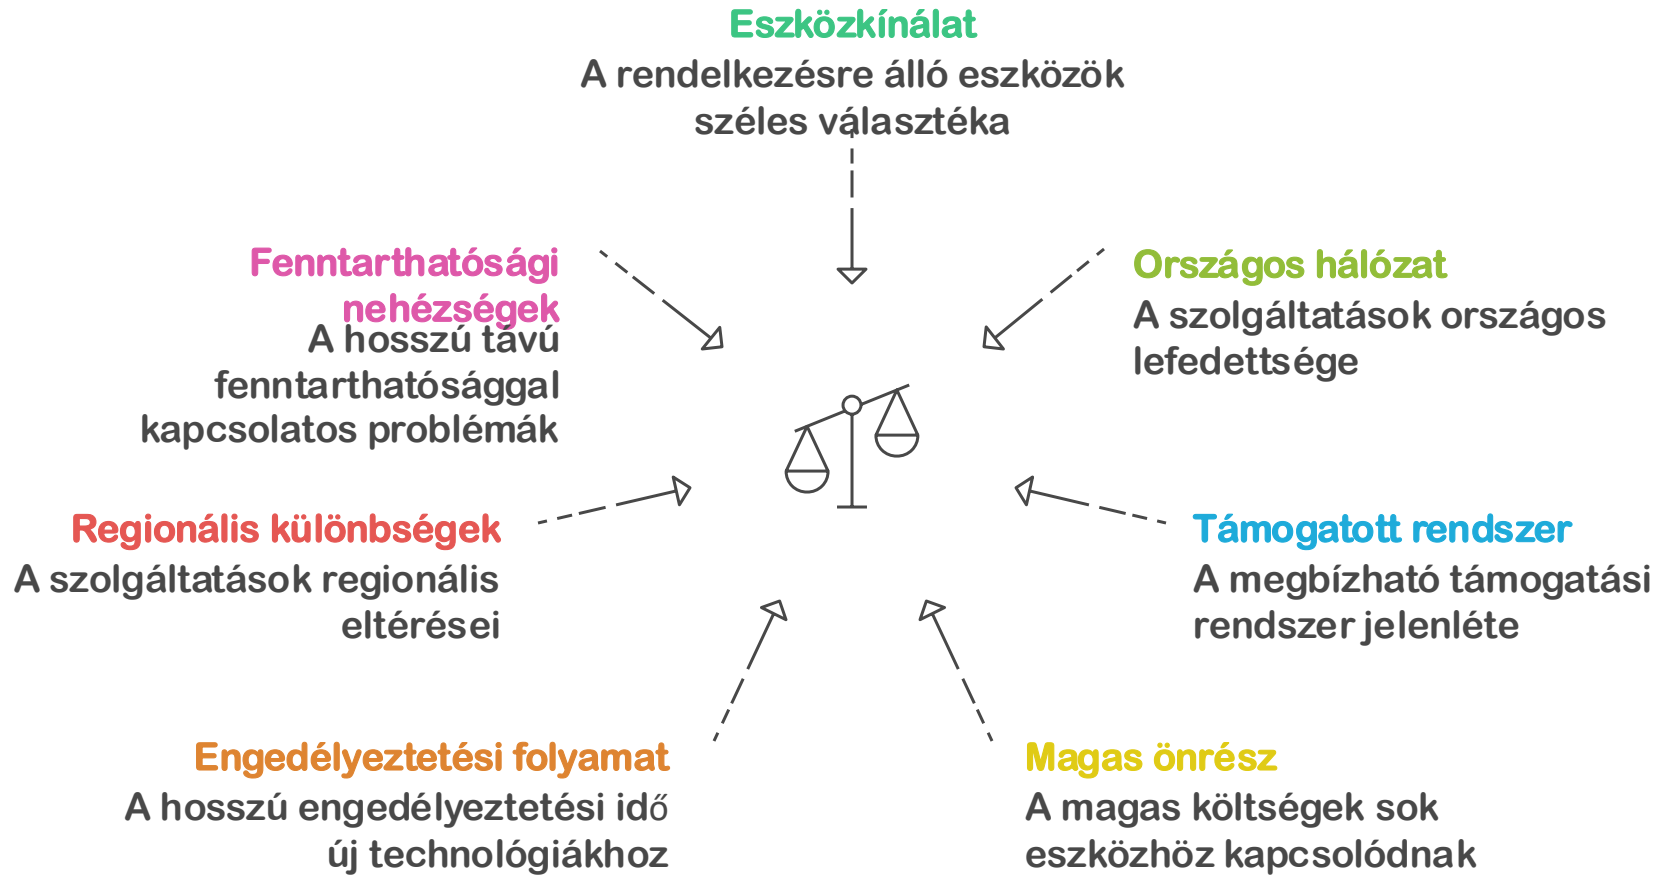 Eszközkínálat
A rendelkezésre álló eszközök
széles választéka
Fenntarthatósági
nehézségek
A hosszú távú
fenntarthatósággal
kapcsolatos problémák
Országos hálózat
A szolgáltatások országos
lefedettsége
Regionális különbségek
A szolgáltatások regionális
eltérései
Támogatott rendszer
A megbízható támogatási
rendszer jelenléte
Engedélyeztetési folyamat
A hosszú engedélyeztetési idő
új technológiákhoz
Magas önrész
A magas költségek sok
eszközhöz kapcsolódnak